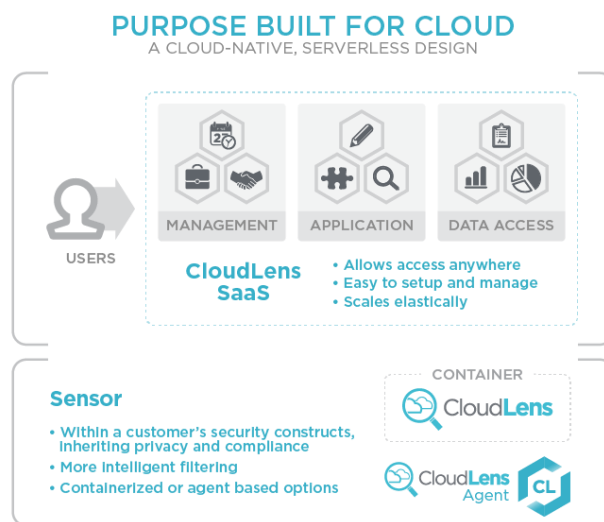 PURPOSE BUILT FOR CLOUD
A CLOUD-NATIVE, SERVERLESS DESIGN
27
USERS
MANAGEMENT
APPLICATION
DATA ACCESS
CloudLens
SaaS
• Allows access anywhere
• Easy to setup and manage
• Scales elastically
Sensor
• Within a customer's security constructs,
inheriting privacy and compliance
• More intelligent filtering
• Containerized or agent based options
CONTAINER
CloudLens
CloudLens
Agent
CL